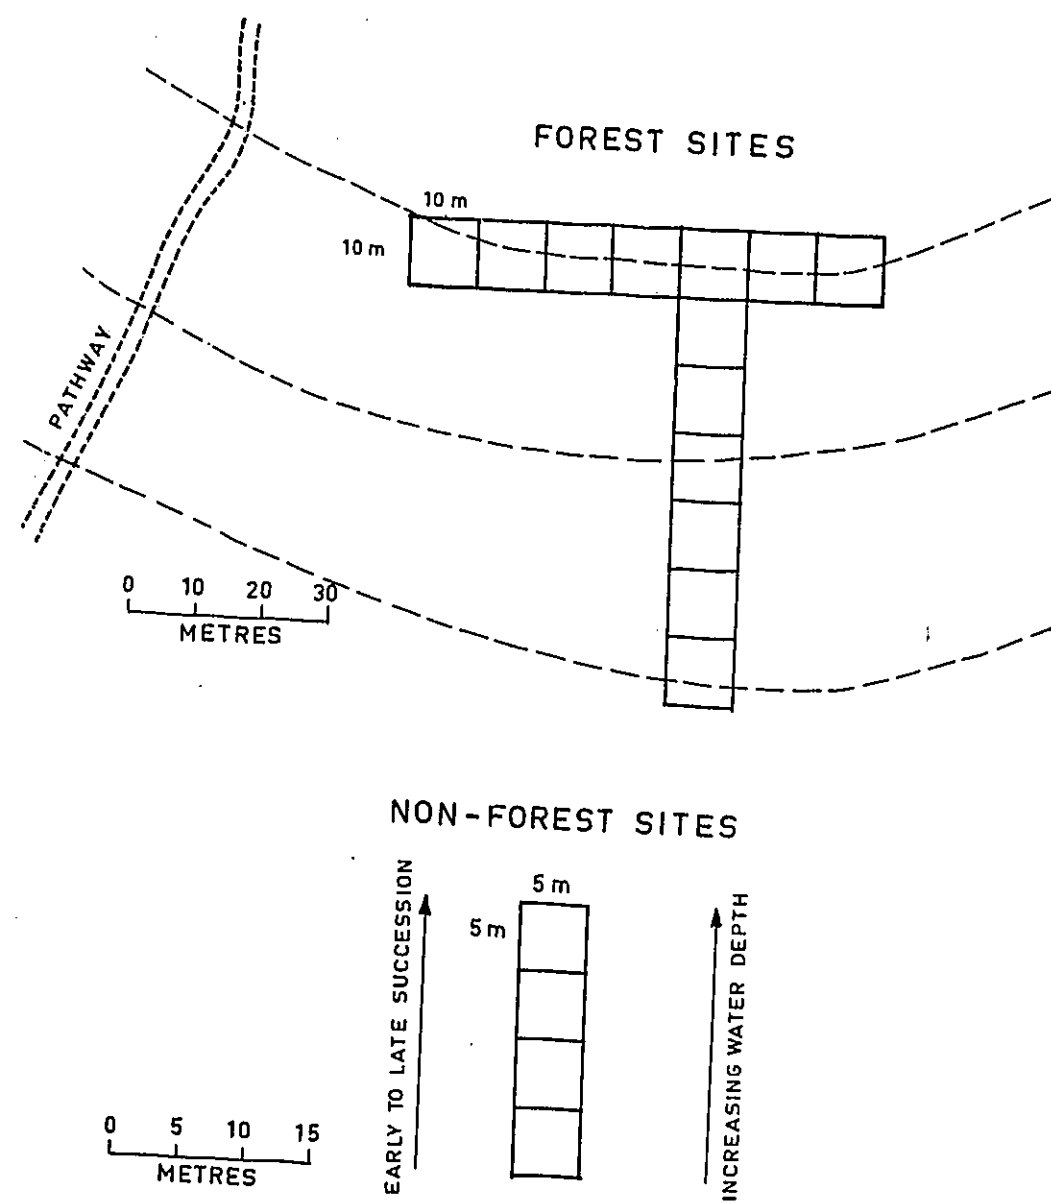 FOREST SITES
10 m
10 m
PATHWAY
0 10 20 30
METRES
NON-FOREST SITES
5 m
5 m
EARLY TO LATE SUCCESSION
INCREASING WATER DEPTH
0 5 10 15
METRES